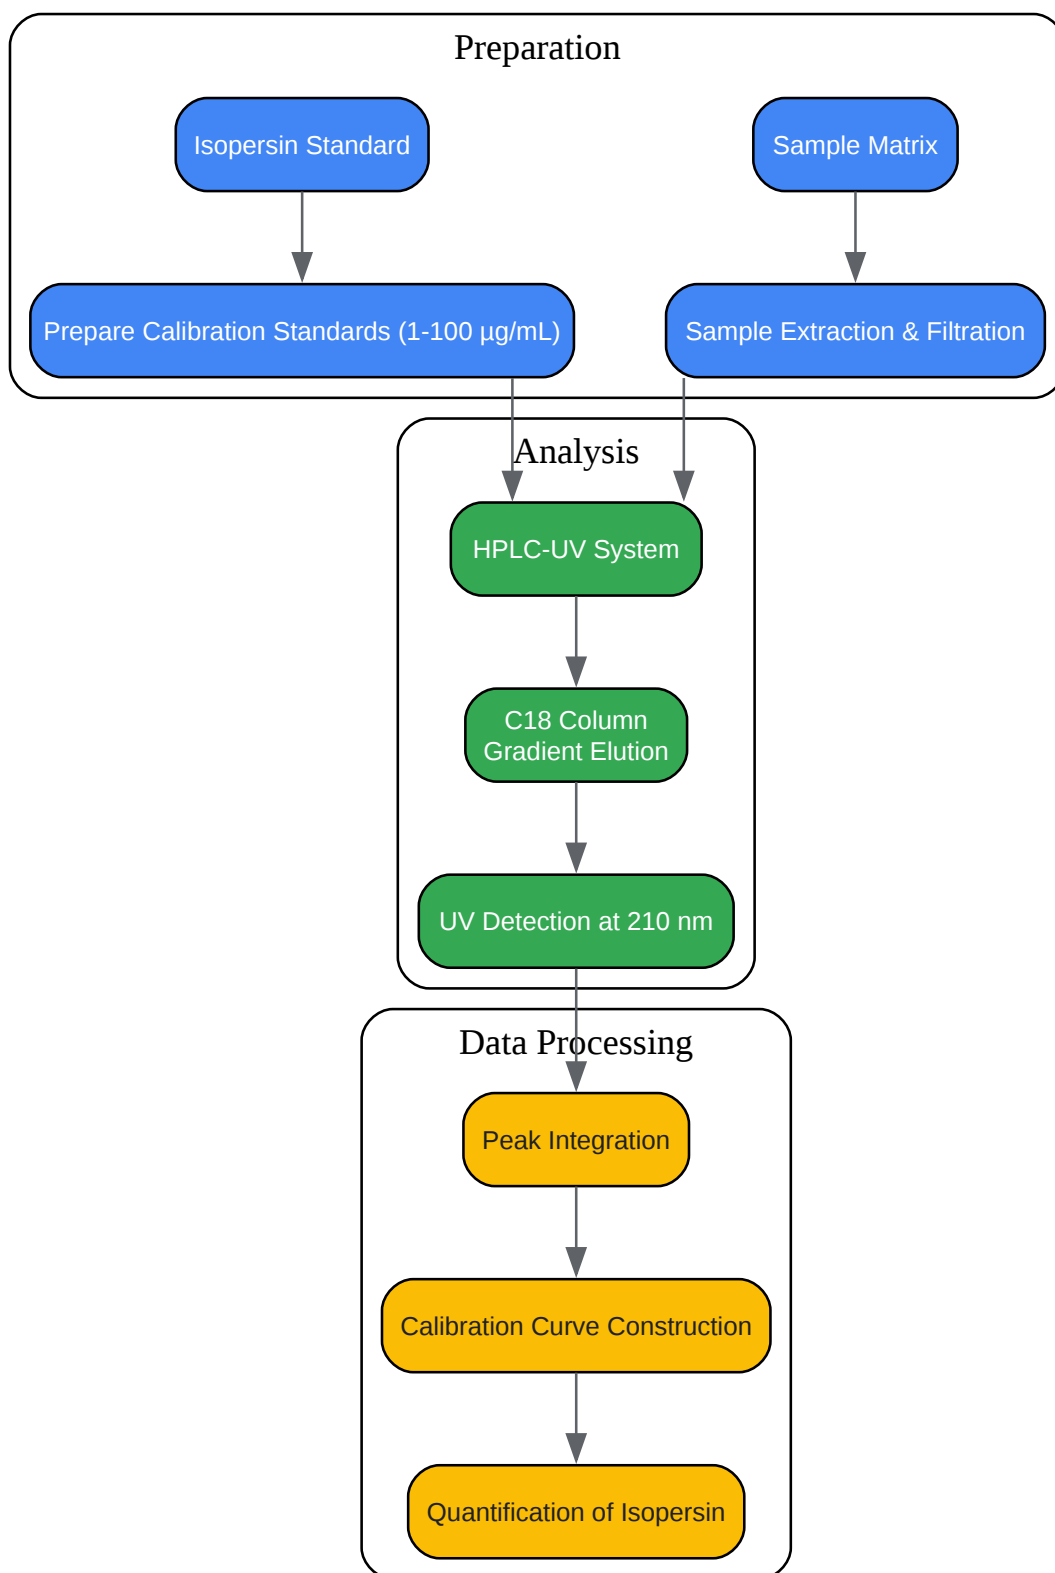 Preparation
Isopersin Standard
Sample Matrix
Prepare Calibration Standards (1-100 µg/mL)
Sample Extraction & Filtration
Analysis
HPLC-UV System
C18 Column
Gradient Elution
UV Detection at 210 nm
Data Processing
Peak Integration
Calibration Curve Construction
Quantification of Isopersin